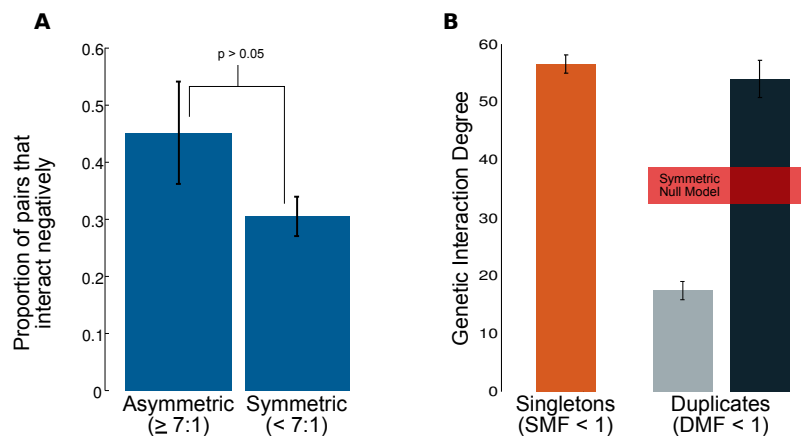 A
p > 0.05
0.6
0.5
0.4
0.3
0.2
0.1
0
Proportion of pairs that
interact negatively
Asymmetric
(≥ 7:1)
Symmetric
(< 7:1)
B
60
50
40
30
20
10
0
Genetic Interaction Degree
Symmetric
Null Model
Singletons
(SMF < 1)
Duplicates
(DMF < 1)